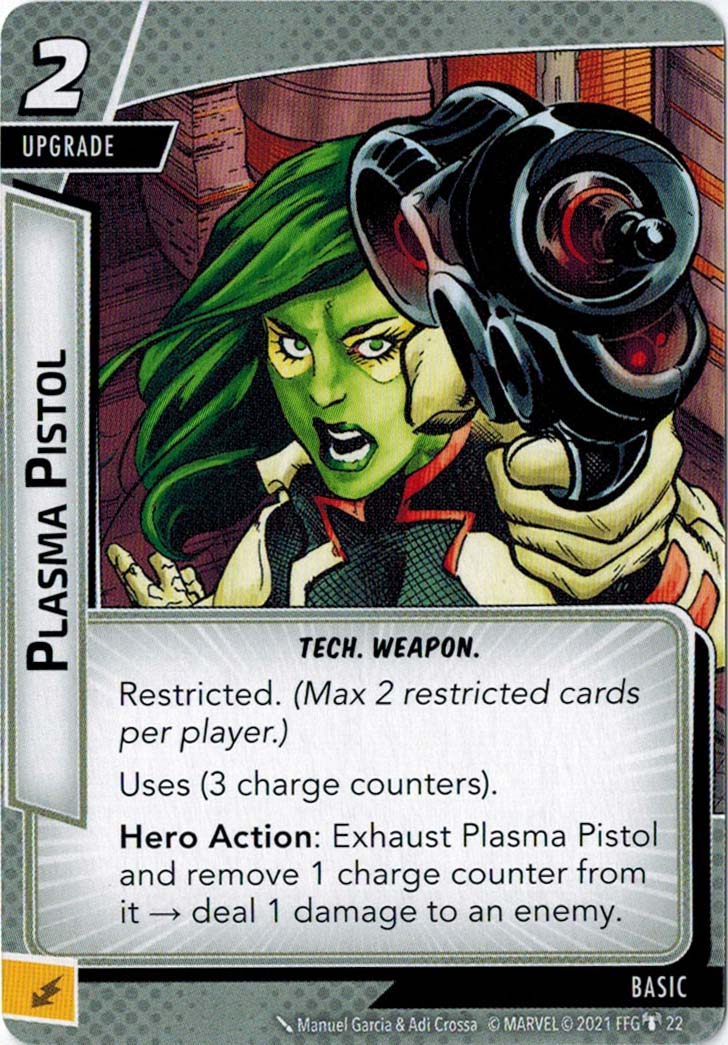 2
UPGRADE
PLASMA PISTOL
TECH. WEAPON.
Restricted. (Max 2 restricted cards
per player.)
Uses (3 charge counters).
Hero Action: Exhaust Plasma Pistol
and remove 1 charge counter from
it → deal 1 damage to an enemy.
BASIC
Manuel Garcia & Adi Crossa © MARVEL © 2021 FFG 22